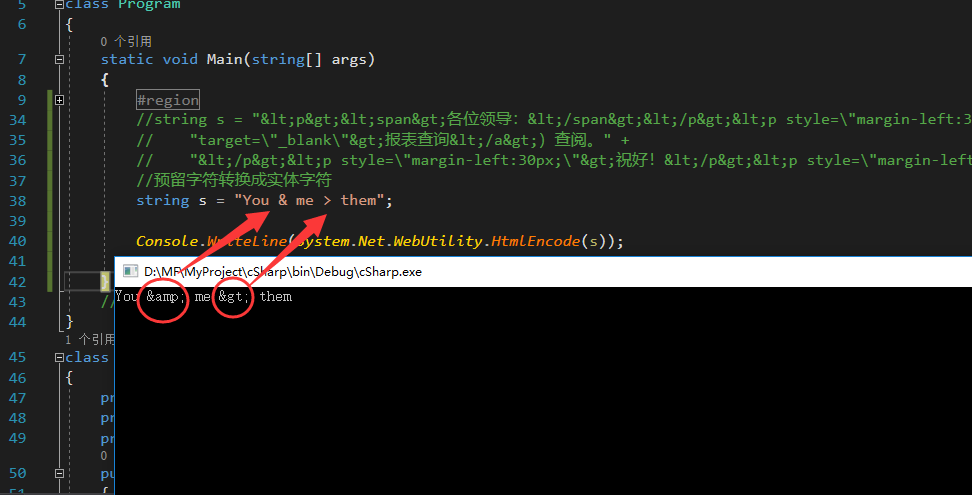 5 class Program
6 {
0 个引用
7 static void Main(string[] args)
8 {
9 #region
34 //string s = "&lt;p&gt;&lt;span&gt;各位领导: &lt;/span&gt;&lt;/p&gt;&lt;p style=\"margin-left:3
35 // "target=\"_blank\"&gt;报表查询&lt;/a&gt;) 查阅。" +
36 // "&lt;/p&gt;&lt;p style=\"margin-left:30px;\"&gt;祝好! &lt;/p&gt;&lt;p style=\"margin-left
37 //预留字符转换成实体字符
38 string s = "You & me > them";
39
40 Console.WriteLine(System.Net.WebUtility.HtmlEncode(s));
41
D:\MF\MyProject\cSharp\bin\Debug\cSharp.exe
42 }
You &amp; me &gt; them
43 //
44 }
1 个引用
45 class
46 {
47 pr
48 pr
49 pr
0
50 pu
51 {